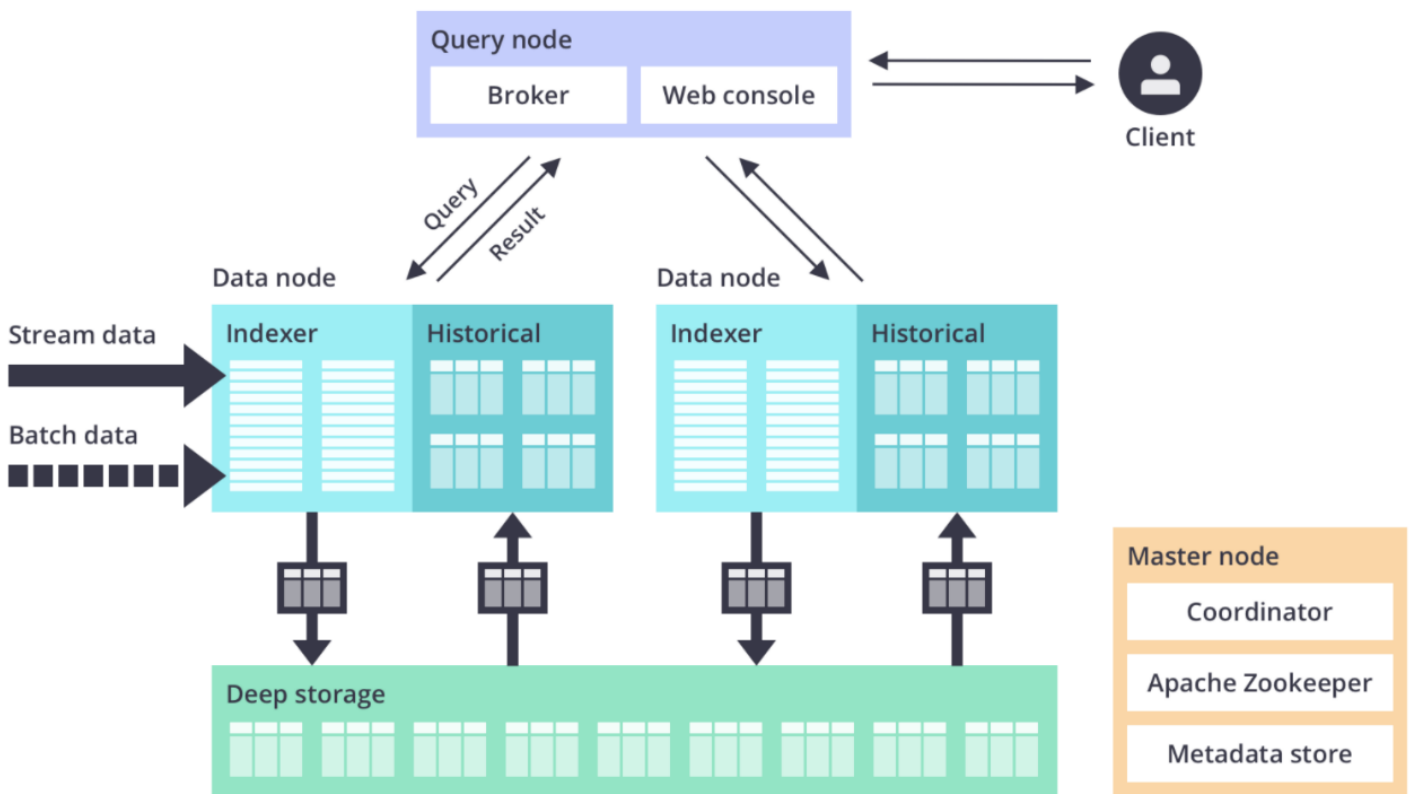 Query node
Broker
Web console
Client
Query
Result
Data node
Data node
Stream data
Batch data
Indexer
Historical
Indexer
Historical
Master node
Coordinator
Apache Zookeeper
Metadata store
Deep storage